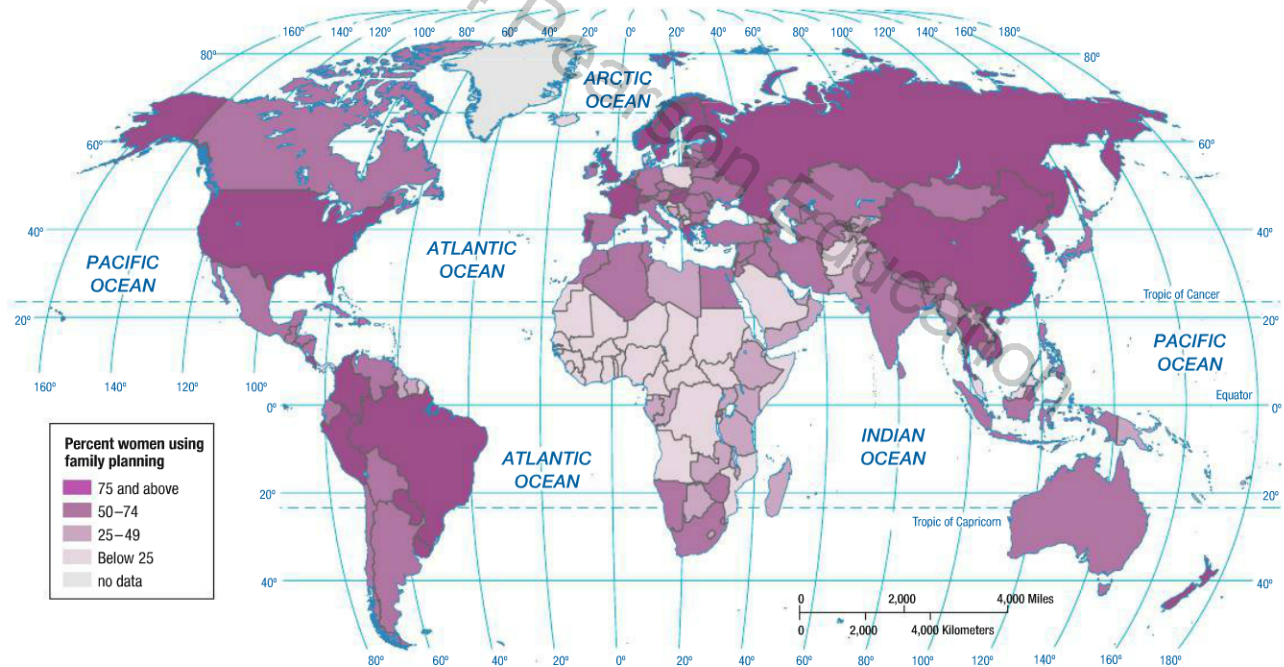 160° 140° 120° 100° 80° 60° 40° 20° 0° 20° 40° 60° 80° 100° 120° 140° 160° 180°
80° 80°
ARCTIC
OCEAN
60° 60°
40° 40°
PACIFIC
OCEAN
ATLANTIC
OCEAN
Tropic of Cancer
20° 20°
PACIFIC
OCEAN
160° 140° 120° 100°
Equator
0° 0°
INDIAN
OCEAN
ATLANTIC
OCEAN
20° 20°
Tropic of Capricorn
40° 40°
Percent women using
family planning
75 and above
50–74
25–49
Below 25
no data
0 2,000 4,000 Miles
0 2,000 4,000 Kilometers
80° 60° 40° 20° 0° 20° 40° 60° 80° 100° 120° 140° 160° 180°
Pearson Education